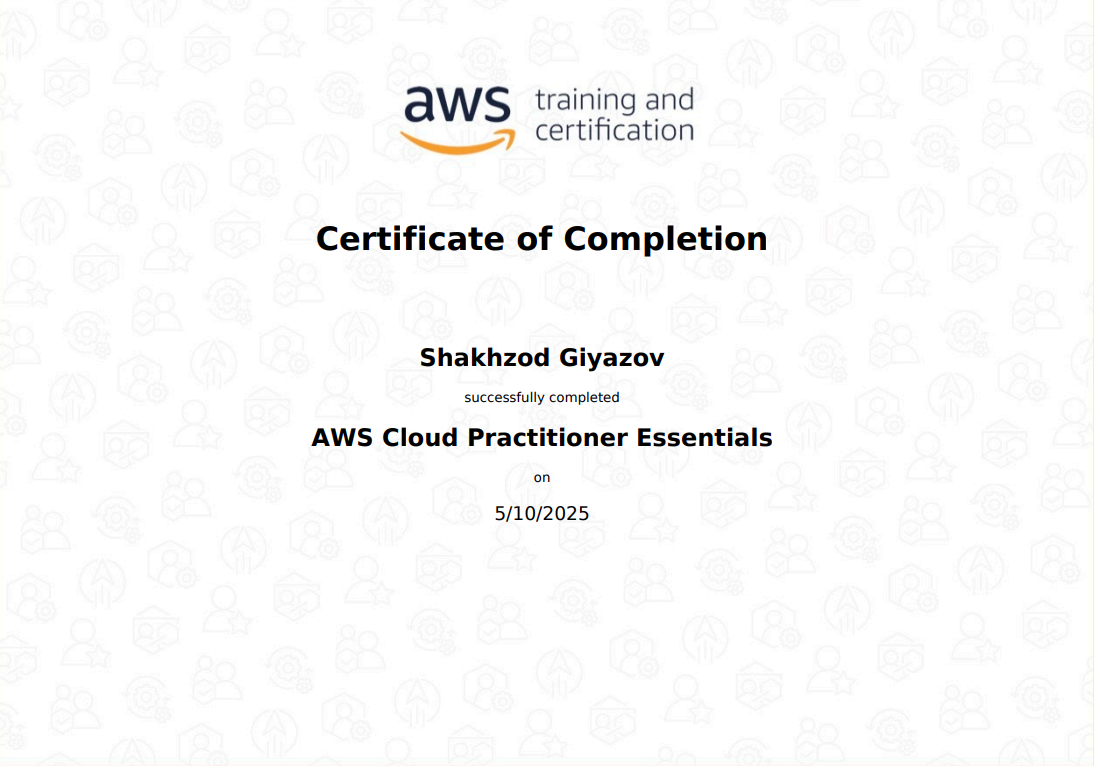 aws training and
certification
Certificate of Completion
Shakhzod Giyazov
successfully completed
AWS Cloud Practitioner Essentials
on
5/10/2025